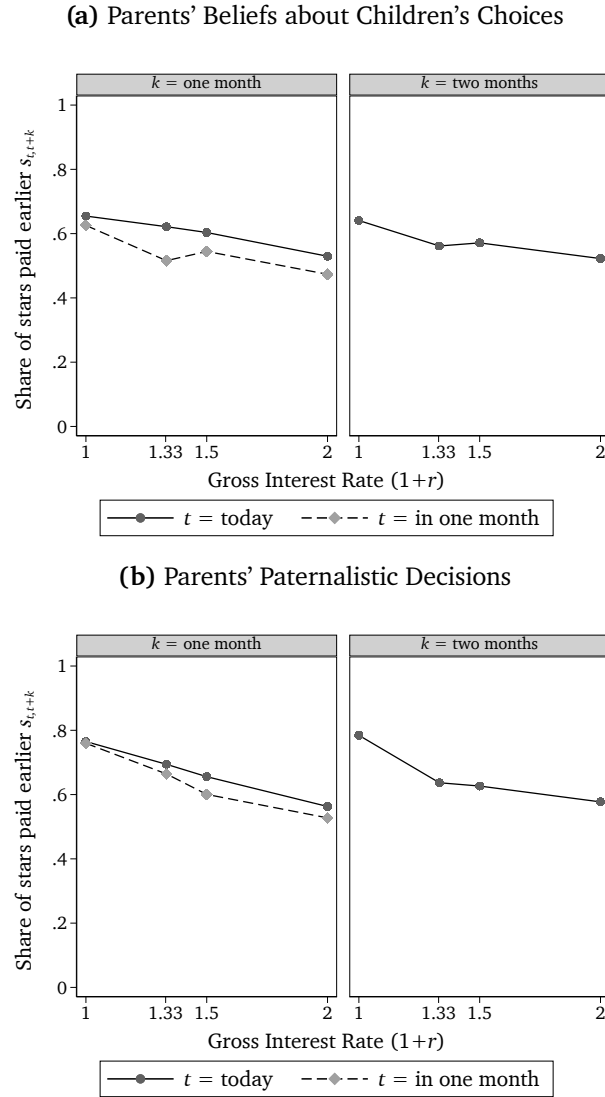 (a) Parents’ Beliefs about Children’s Choices
k = one month
k = two months
Share of stars paid earlier s_{t,t+k}
1
.8
.6
.4
.2
0
1 1.33 1.5 2
1 1.33 1.5 2
Gross Interest Rate (1+r)
t = today
t = in one month
(b) Parents’ Paternalistic Decisions
k = one month
k = two months
Share of stars paid earlier s_{t,t+k}
1
.8
.6
.4
.2
0
1 1.33 1.5 2
1 1.33 1.5 2
Gross Interest Rate (1+r)
t = today
t = in one month